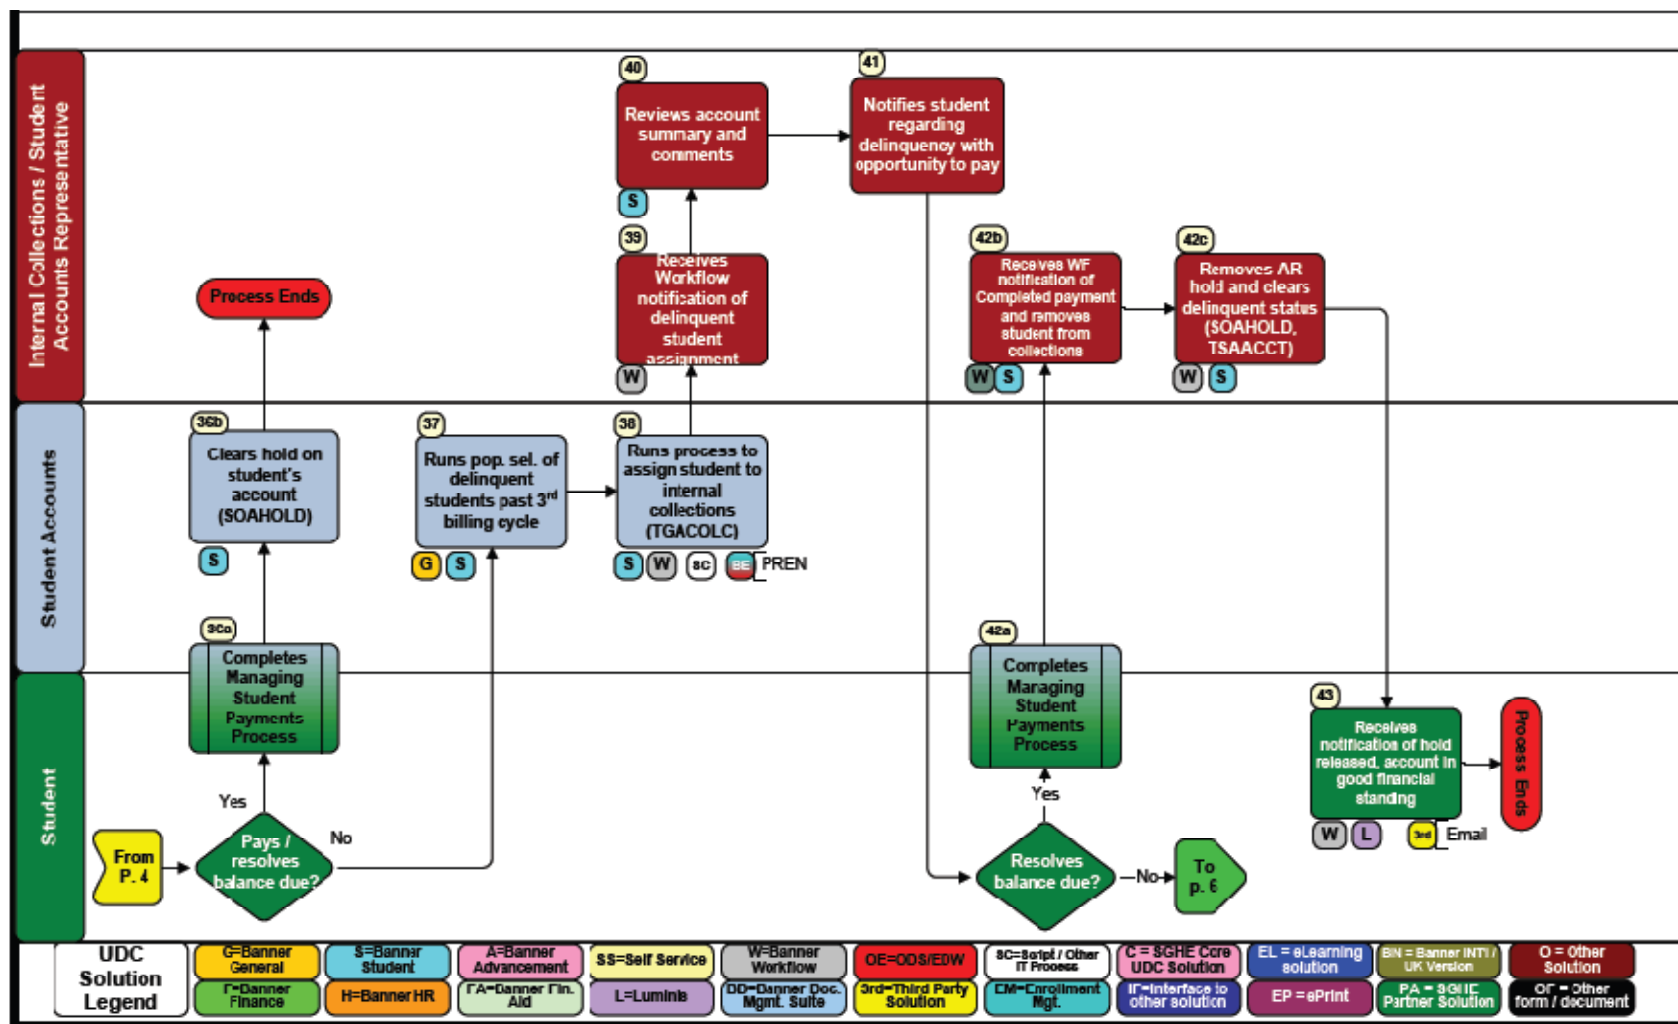 Internal Collections / Student
Accounts Representative
40
Reviews account
summary and
comments
S
41
Notifies student
regarding
delinquency with
opportunity to pay
39
Receives
Workflow
notification of
delinquent
student
assignment
W
42b
Receives WF
notification of
Completed payment
and removes
student from
collections
W S
42c
Removes AR
hold and clears
delinquent status
(SOAHOLD,
TSAACCT)
W S
Process Ends
Student Accounts
36b
Clears hold on
student's
account
(SOAHOLD)
S
37
Runs pop. sel. of
delinquent
students past 3rd
billing cycle
G S
38
Runs process to
assign student to
internal
collections
(TGACOLC)
S W SC BE PREN
36a
Completes
Managing
Student
Payments
Process
42a
Completes
Managing
Student
Payments
Process
Student
43
Receives
notification of hold
released, account in
good financial
standing
W L 3rd Email
Process Ends
Yes
No
From
P. 4
Pays /
resolves
balance due?
Yes
Resolves
balance due?
No
To
p. 6
UDC
Solution
Legend
G=Banner
General
S=Banner
Student
A=Banner
Advancement
SS=Self Service
W=Banner
Workflow
OE=ODS/EDW
SC=Script / Other
IT Process
C = SGHE Core
UDC Solution
EL = eLearning
solution
BIN = Banner INTL /
UK Version
O = Other
Solution
F=Banner
Finance
H=Banner HR
FA=Banner Fin.
Aid
L=Luminis
DD=Banner Doc.
Mgmt. Suite
3rd=Third Party
Solution
EM=Enrollment
Mgt.
IF=Interface to
other solution
EP = ePrint
PA = SGHE
Partner Solution
OF = Other
form / document